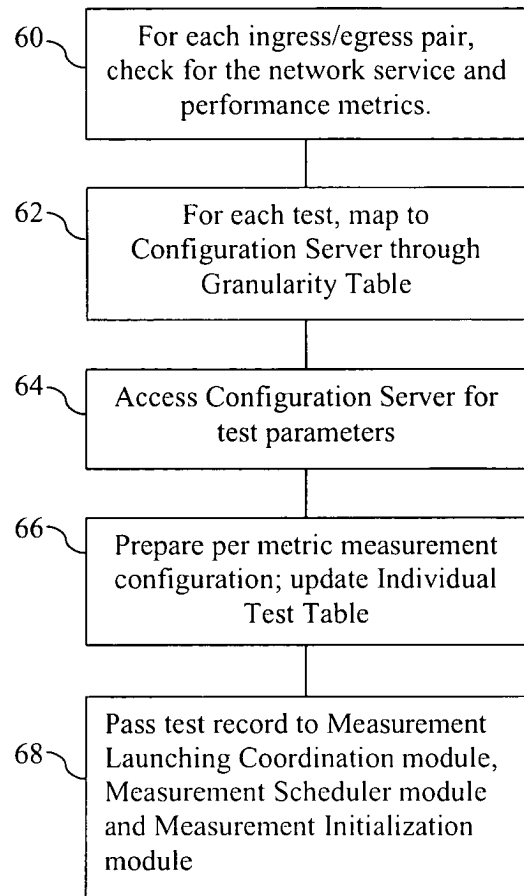 60
For each ingress/egress pair,
check for the network service and
performance metrics.
62
For each test, map to
Configuration Server through
Granularity Table
64
Access Configuration Server for
test parameters
66
Prepare per metric measurement
configuration; update Individual
Test Table
68
Pass test record to Measurement
Launching Coordination module,
Measurement Scheduler module
and Measurement Initialization
module